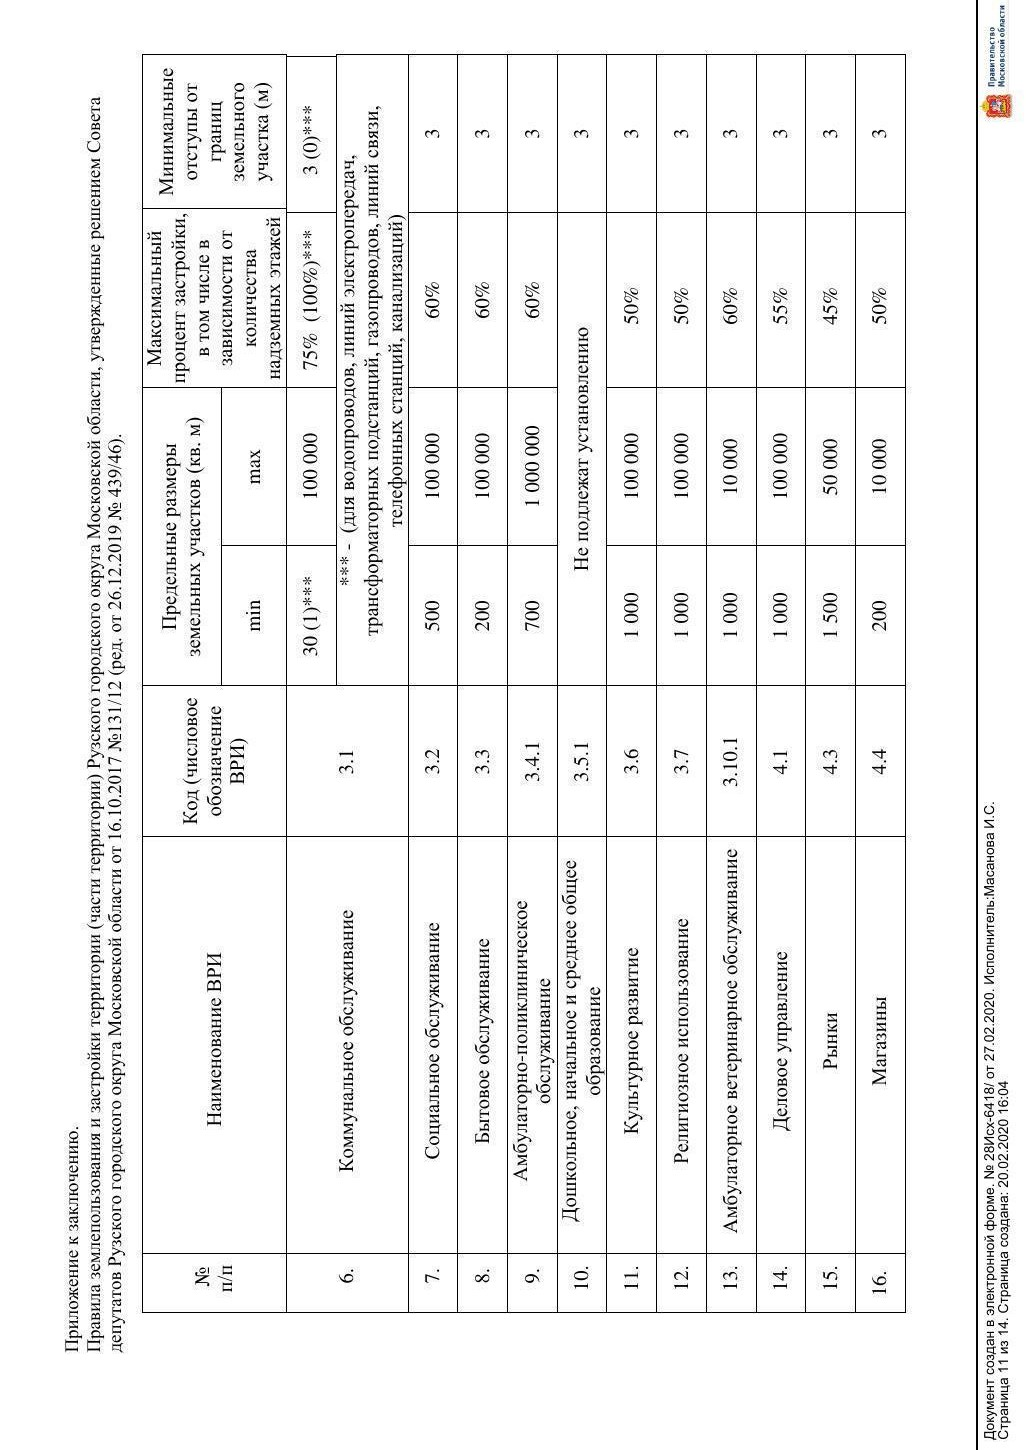 Приложение к заключению.
Правила землепользования и застройки территории (части территории) Рузского городского округа Московской области, утвержденные решением Совета
депутатов Рузского городского округа Московской области от 16.10.2017 №131/12 (ред. от 26.12.2019 № 439/46).
№
п/п
Наименование ВРИ
Код (числовое
обозначение
ВРИ)
Предельные размеры
земельных участков (кв. м)
min
max
Максимальный
процент застройки,
в том числе в
зависимости от
количества
надземных этажей
Минимальные
отступы от
границ
земельного
участка (м)
6. Коммунальное обслуживание 3.1 30 (1)*** 100 000 75% (100%)*** 3 (0)***
*** - (для водопроводов, линий электропередач,
трансформаторных подстанций, газопроводов, линий связи,
телефонных станций, канализаций)
7. Социальное обслуживание 3.2 500 100 000 60% 3
8. Бытовое обслуживание 3.3 200 100 000 60% 3
9. Амбулаторно-поликлиническое
обслуживание 3.4.1 700 1 000 000 60% 3
10. Дошкольное, начальное и среднее общее
образование 3.5.1 Не подлежат установлению 3
11. Культурное развитие 3.6 1 000 100 000 50% 3
12. Религиозное использование 3.7 1 000 100 000 50% 3
13. Амбулаторное ветеринарное обслуживание 3.10.1 1 000 10 000 60% 3
14. Деловое управление 4.1 1 000 100 000 55% 3
15. Рынки 4.3 1 500 50 000 45% 3
16. Магазины 4.4 200 10 000 50% 3
Документ создан в электронной форме. № 28Исх-6418/ от 27.02.2020. Исполнитель:Масанова И.С.
Страница 11 из 14. Страница создана: 20.02.2020 16:04
Правительство
Московской области